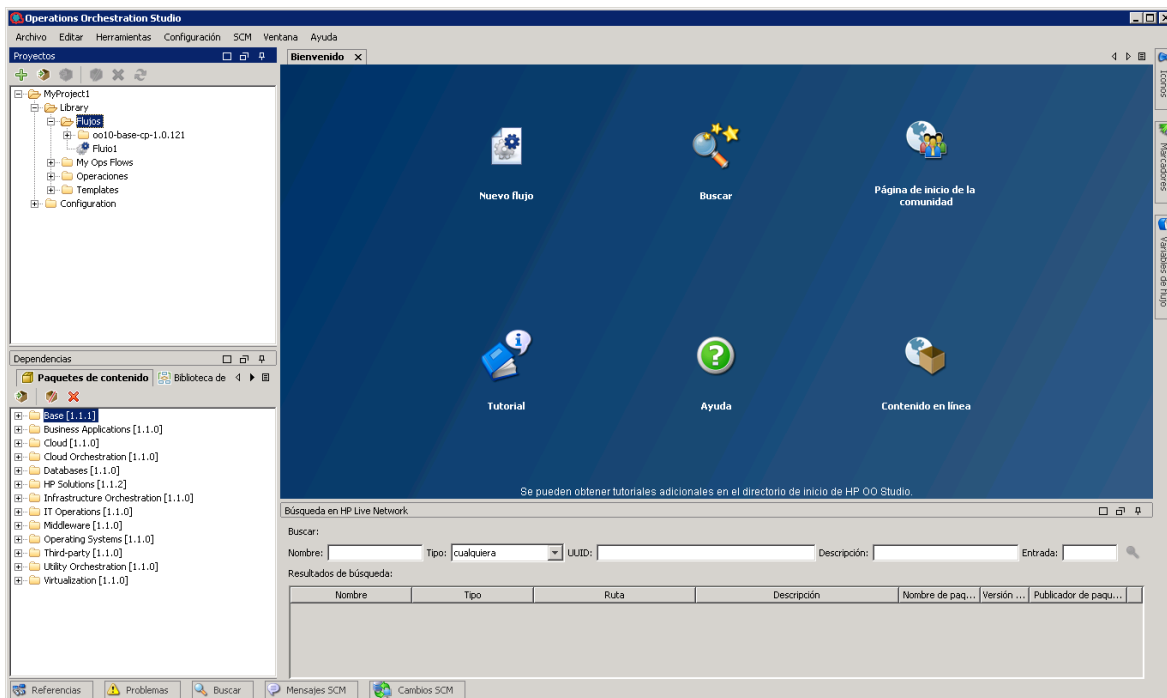 Operations Orchestration Studio
Archivo Editar Herramientas Configuración SCM Ventana Ayuda
Proyectos
Bienvenido
MyProject1
Library
Flujos
oo10-base-cp-1.0.121
Flujo1
My Ops Flows
Operaciones
Templates
Configuration
Nuevo flujo
Buscar
Página de inicio de la
comunidad
Tutorial
Ayuda
Contenido en línea
Se pueden obtener tutoriales adicionales en el directorio de inicio de HP OO Studio.
Iconos
Marcadores
Variables de flujo
Dependencias
Paquetes de contenido Biblioteca de
Base [1.1.1]
Business Applications [1.1.0]
Cloud [1.1.0]
Cloud Orchestration [1.1.0]
Databases [1.1.0]
HP Solutions [1.1.2]
Infrastructure Orchestration [1.1.0]
IT Operations [1.1.0]
Middleware [1.1.0]
Operating Systems [1.1.0]
Third-party [1.1.0]
Utility Orchestration [1.1.0]
Virtualization [1.1.0]
Búsqueda en HP Live Network
Buscar:
Nombre: Tipo: cualquiera UUID: Descripción: Entrada:
Resultados de búsqueda:
Nombre Tipo Ruta Descripción Nombre de paq... Versión ... Publicador de paqu...
Referencias Problemas Buscar Mensajes SCM Cambios SCM